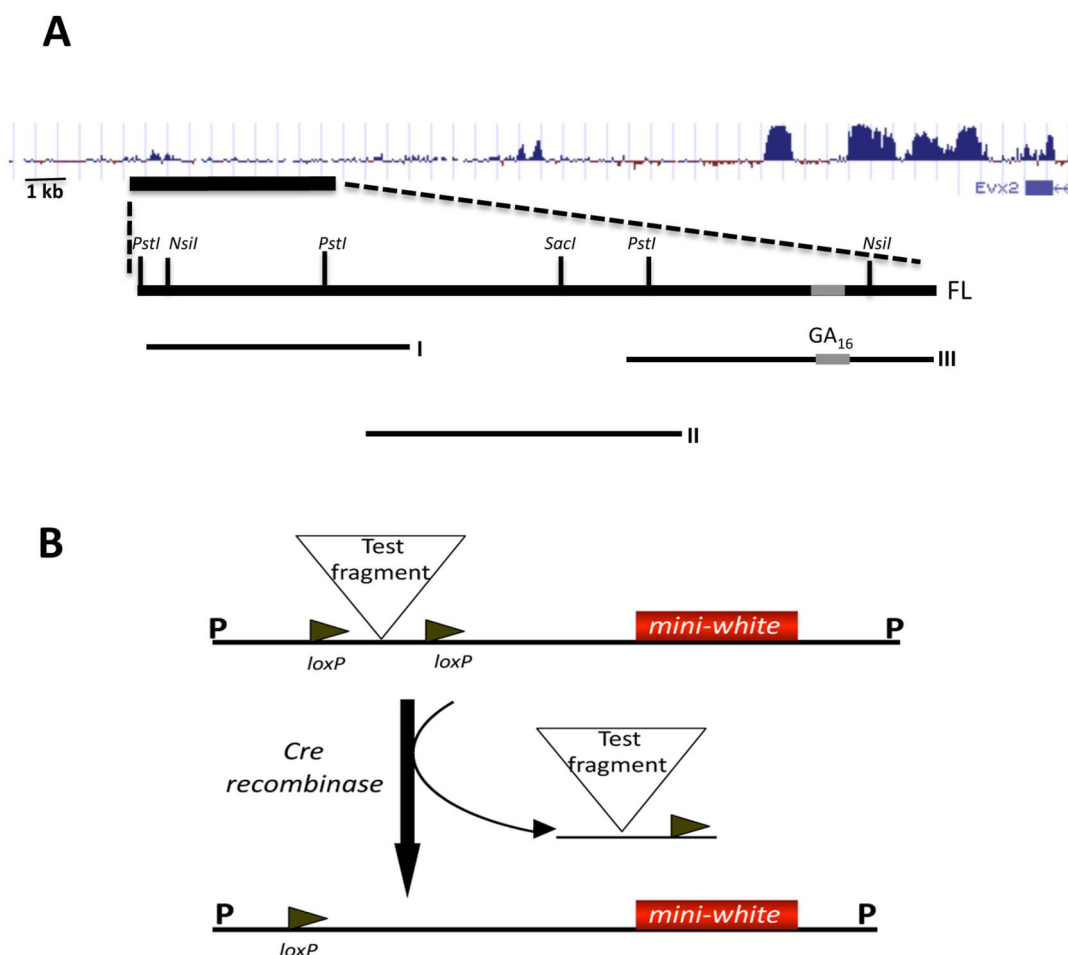 A
1 kb
Evx2
PstI NsiI PstI SacI PstI NsiI
FL
I
GA16
III
II
B
Test
fragment
P mini-white P
loxP loxP
Cre
recombinase
Test
fragment
P mini-white P
loxP